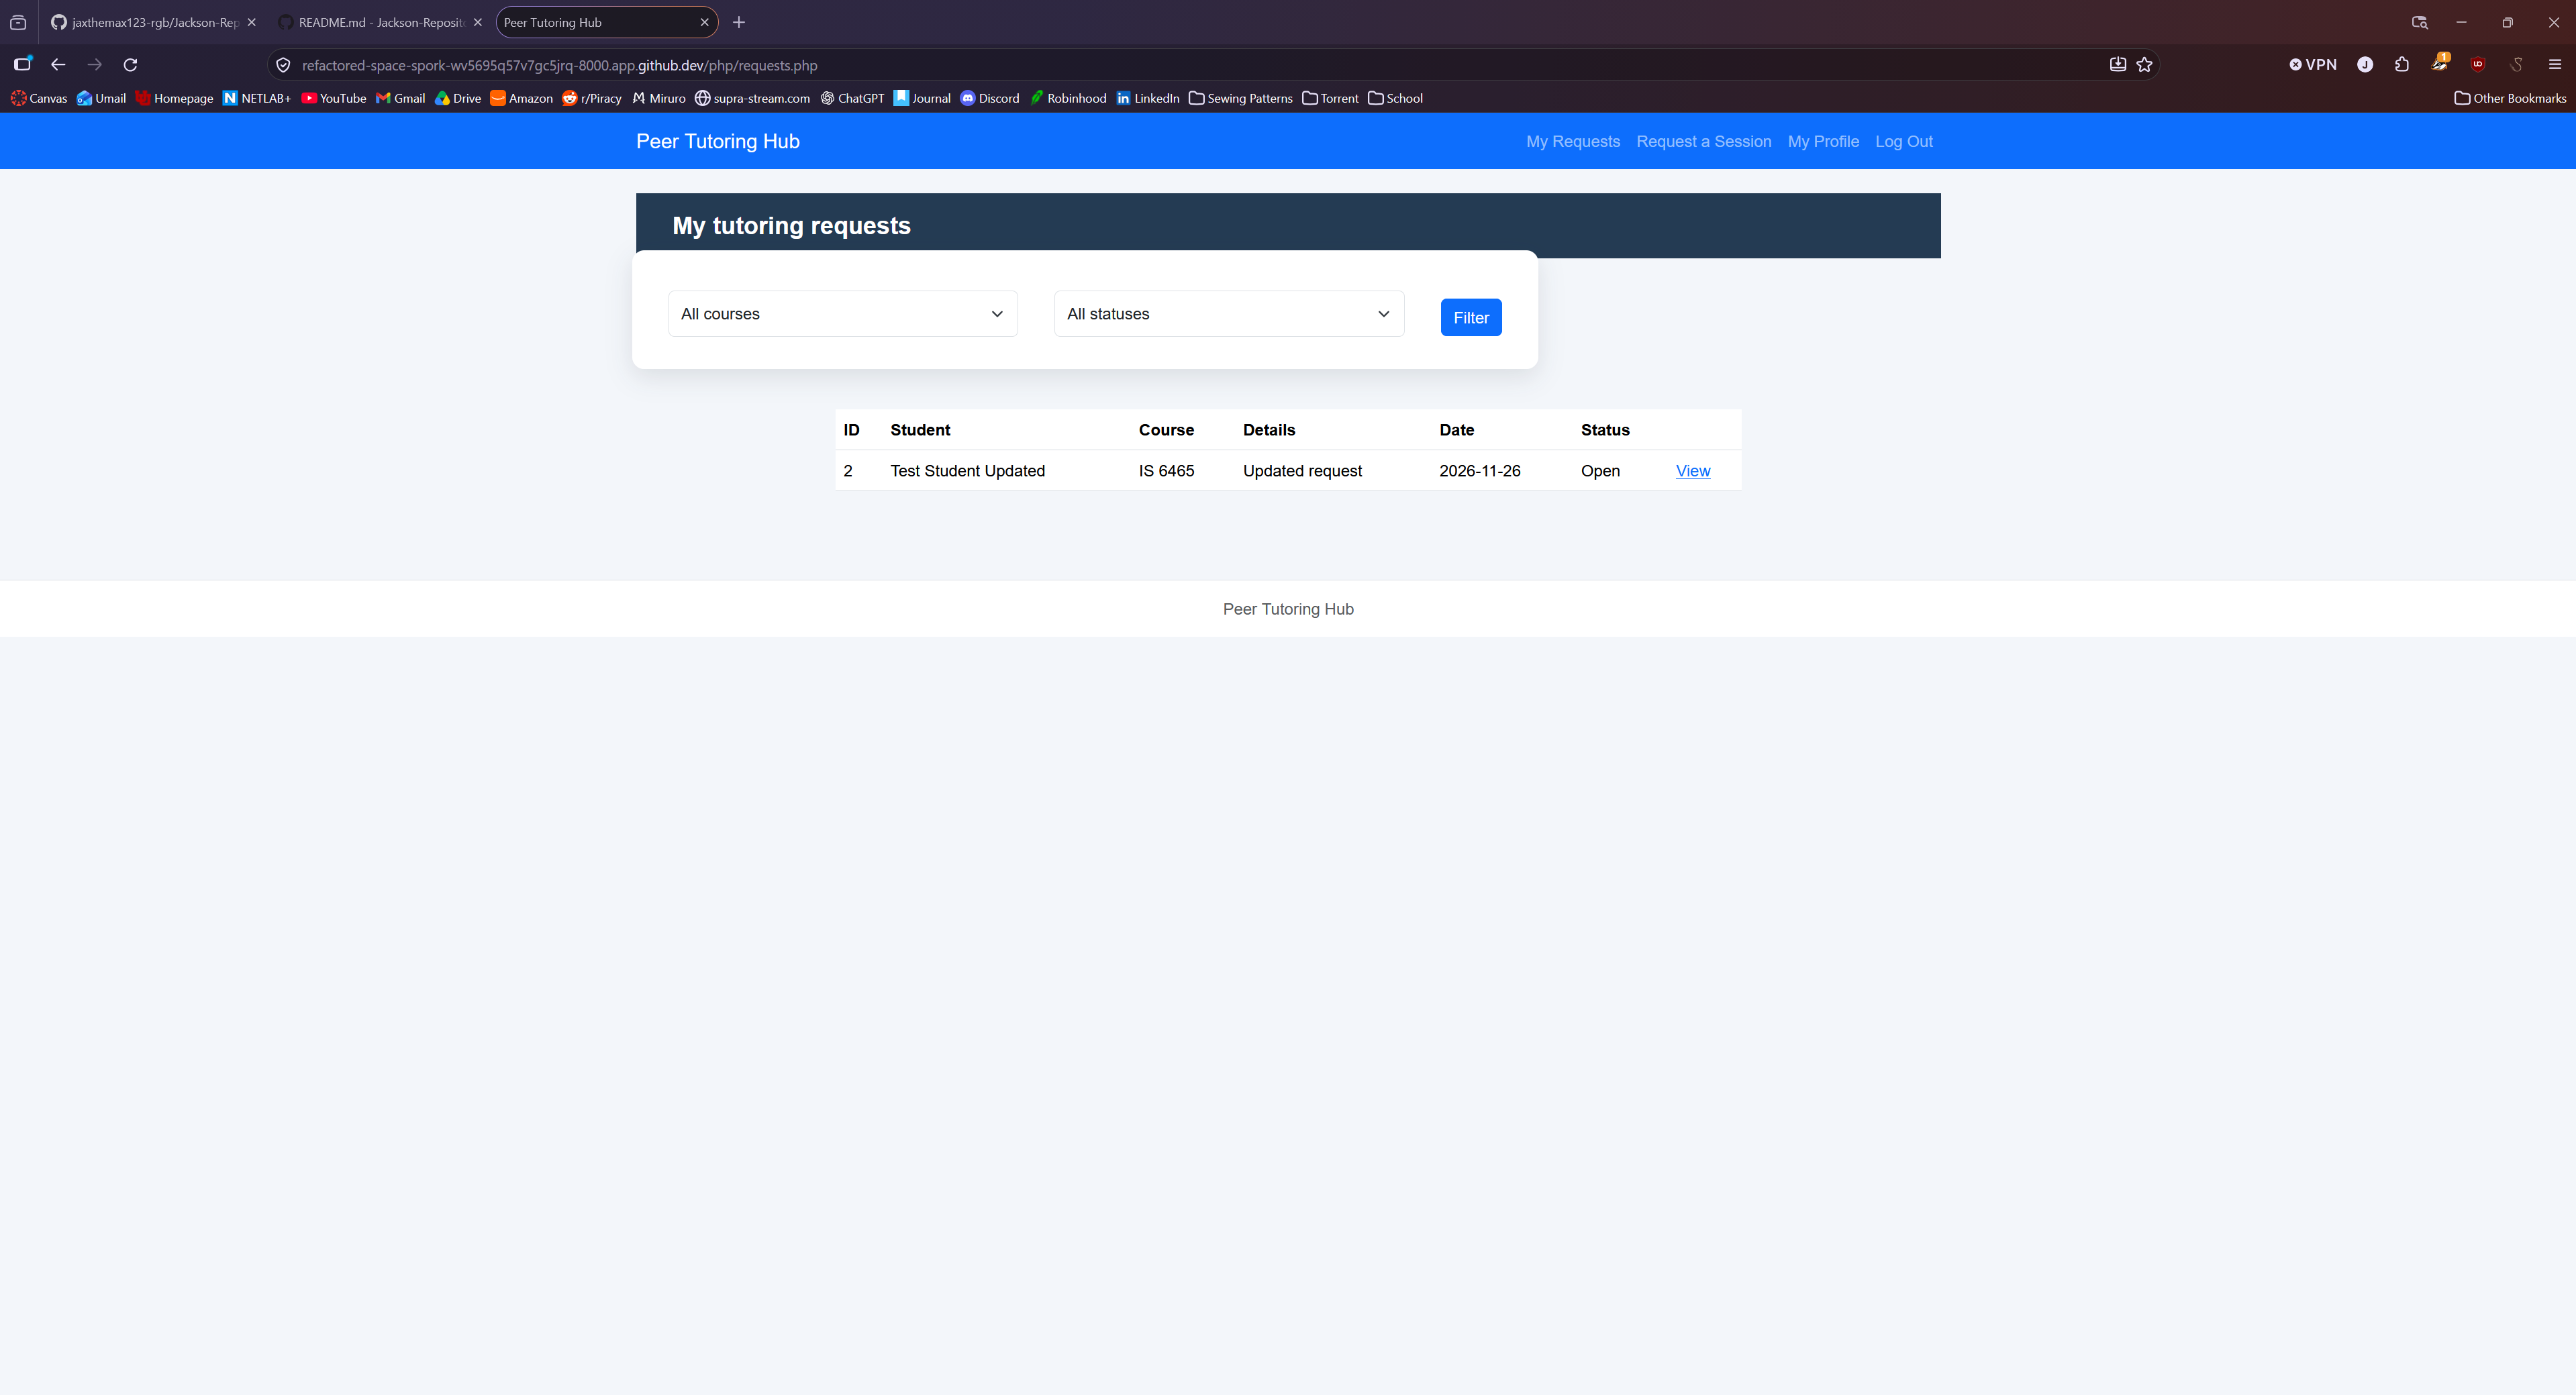 jaxthemax123-rgb/Jackson-Rep
README.md - Jackson-Reposit
Peer Tutoring Hub
refactored-space-spork-wv5695q57v7gc5jrq-8000.app.github.dev/php/requests.php
VPN
J
1
Canvas Umail Homepage N NETLAB+ YouTube Gmail Drive Amazon r/Piracy Miruro supra-stream.com ChatGPT Journal Discord Robinhood in LinkedIn Sewing Patterns Torrent School Other Bookmarks
Peer Tutoring Hub My Requests Request a Session My Profile Log Out
My tutoring requests
All courses All statuses Filter
ID Student Course Details Date Status
2 Test Student Updated IS 6465 Updated request 2026-11-26 Open View
Peer Tutoring Hub